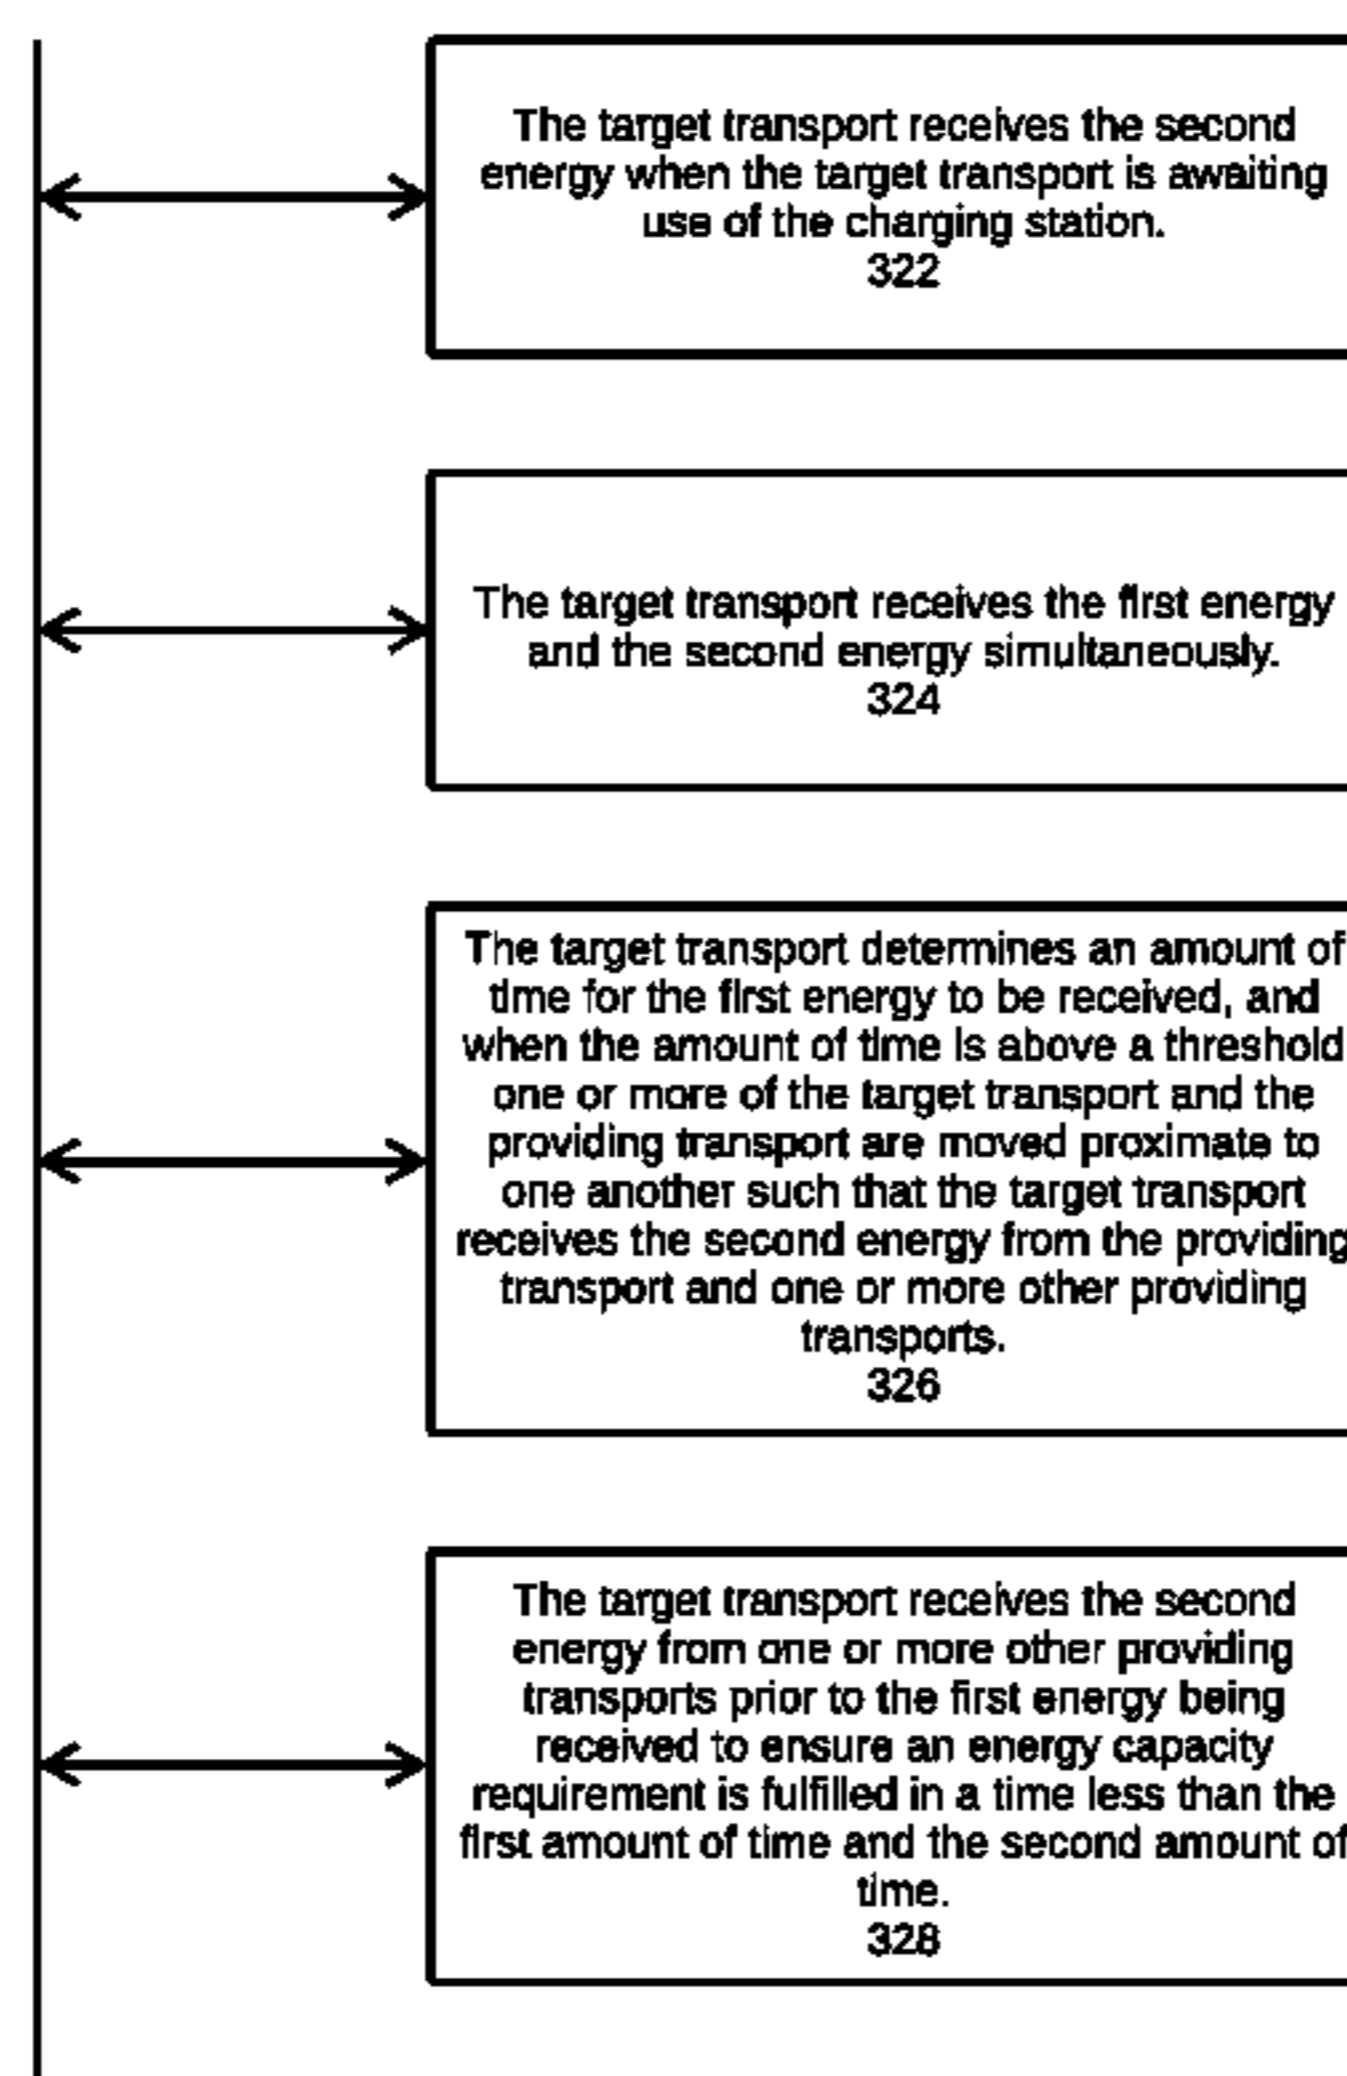 The target transport receives the second
energy when the target transport is awaiting
use of the charging station.
322
The target transport receives the first energy
and the second energy simultaneously.
324
The target transport determines an amount of
time for the first energy to be received, and
when the amount of time is above a threshold
one or more of the target transport and the
providing transport are moved proximate to
one another such that the target transport
receives the second energy from the providing
transport and one or more other providing
transports.
326
The target transport receives the second
energy from one or more other providing
transports prior to the first energy being
received to ensure an energy capacity
requirement is fulfilled in a time less than the
first amount of time and the second amount of
time.
328